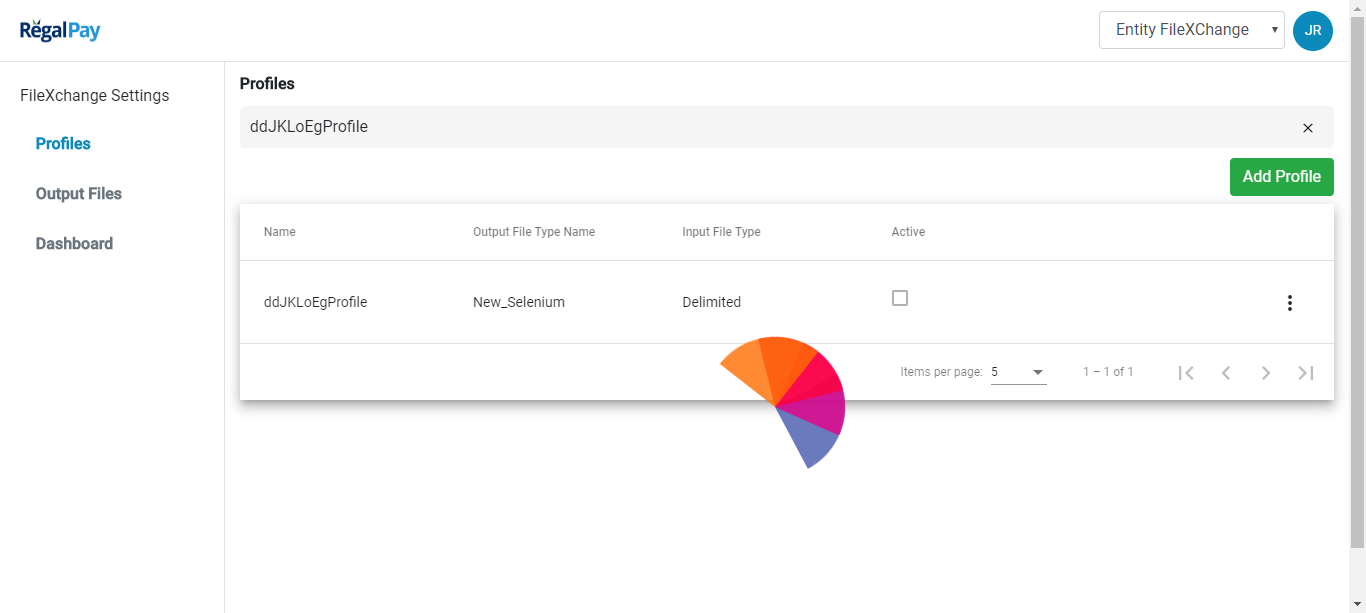 RegalPay
Entity FileXChange
JR
FileXchange Settings
Profiles
Output Files
Dashboard
Profiles
ddJKLoEgProfile
Add Profile
Name Output File Type Name Input File Type Active
ddJKLoEgProfile New_Selenium Delimited
Items per page: 5 1 – 1 of 1